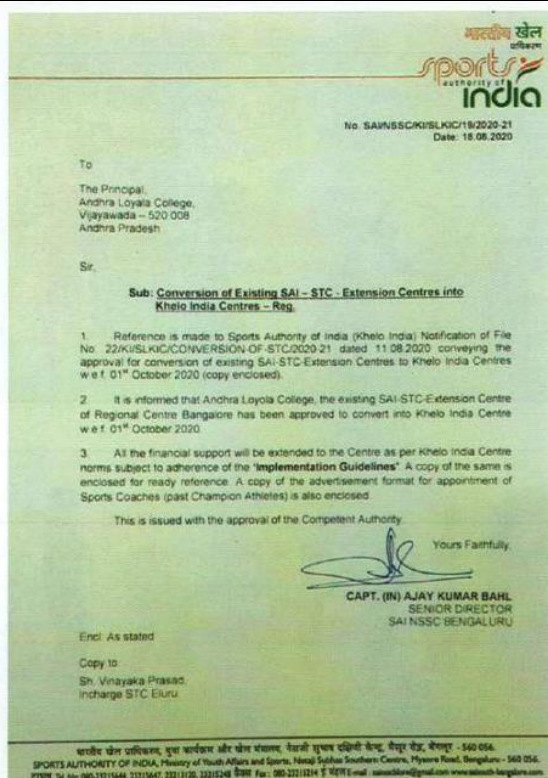 भारतीय खेल
प्राधिकरण
sports
authority of
india
No. SAI/NSSC/KI/SLKIC/19/2020-21
Date: 18.08.2020
To
The Principal,
Andhra Loyala College,
Vijayawada – 520 008
Andhra Pradesh
Sir,
Sub: Conversion of Existing SAI – STC - Extension Centres into
Khelo India Centres – Reg.
1. Reference is made to Sports Authority of India (Khelo India) Notification of File
No. 22/KI/SLKIC/CONVERSION-OF-STC/2020-21 dated 11.08.2020 conveying the
approval for conversion of existing SAI-STC-Extension Centres to Khelo India Centres
w.e.f. 01st October 2020 (copy enclosed).
2. It is informed that Andhra Loyola College, the existing SAI-STC-Extension Centre
of Regional Centre Bangalore has been approved to convert into Khelo India Centre
w.e.f. 01st October 2020
3. All the financial support will be extended to the Centre as per Khelo India Centre
norms subject to adherence of the "Implementation Guidelines". A copy of the same is
enclosed for ready reference. A copy of the advertisement format for appointment of
Sports Coaches (past Champion Athletes) is also enclosed.
This is issued with the approval of the Competent Authority.
Yours Faithfully,
CAPT. (IN) AJAY KUMAR BAHL
SENIOR DIRECTOR
SAI NSSC BENGALURU
Encl: As stated
Copy to:
Sh. Vinayaka Prasad,
Incharge STC Eluru
भारतीय खेल प्राधिकरण, युवा कार्यक्रम और खेल मंत्रालय, नेताजी सुभाष दक्षिणी केन्द्र, मैसूर रोड, बेंगलूर - 560 056.
SPORTS AUTHORITY OF INDIA, Ministry of Youth Affairs and Sports, Netaji Subhas Southern Centre, Mysore Road, Bengaluru - 560 056.